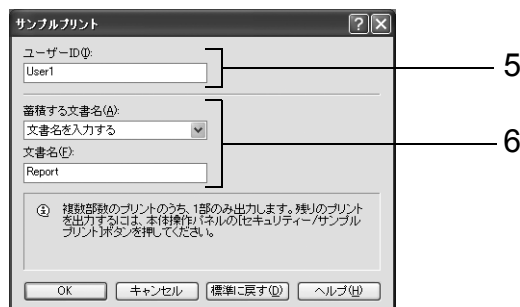 サンプルプリント
ユーザーID(I):
User1
5
蓄積する文書名(A):
文書名を入力する
6
文書名(F):
Report
複数部数のプリントのうち、1部のみ出力します。残りのプリント
を出力するには、本体操作パネルの[セキュリティー/サンプル
プリント]ボタンを押してください。
OK キャンセル 標準に戻す(D) ヘルプ(H)